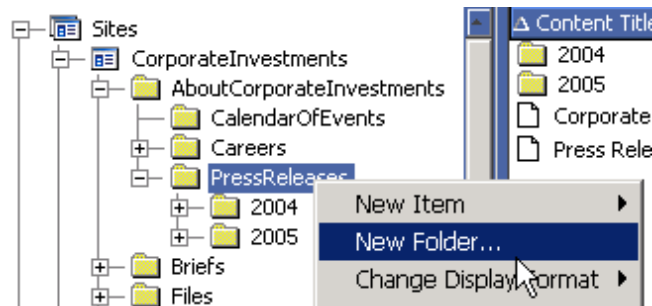 Sites
CorporateInvestments
AboutCorporateInvestments
CalendarOfEvents
Careers
PressReleases
2004
2005
Briefs
Files
Content Title
2004
2005
Corporate
Press Rele
New Item
New Folder...
Change Display Format